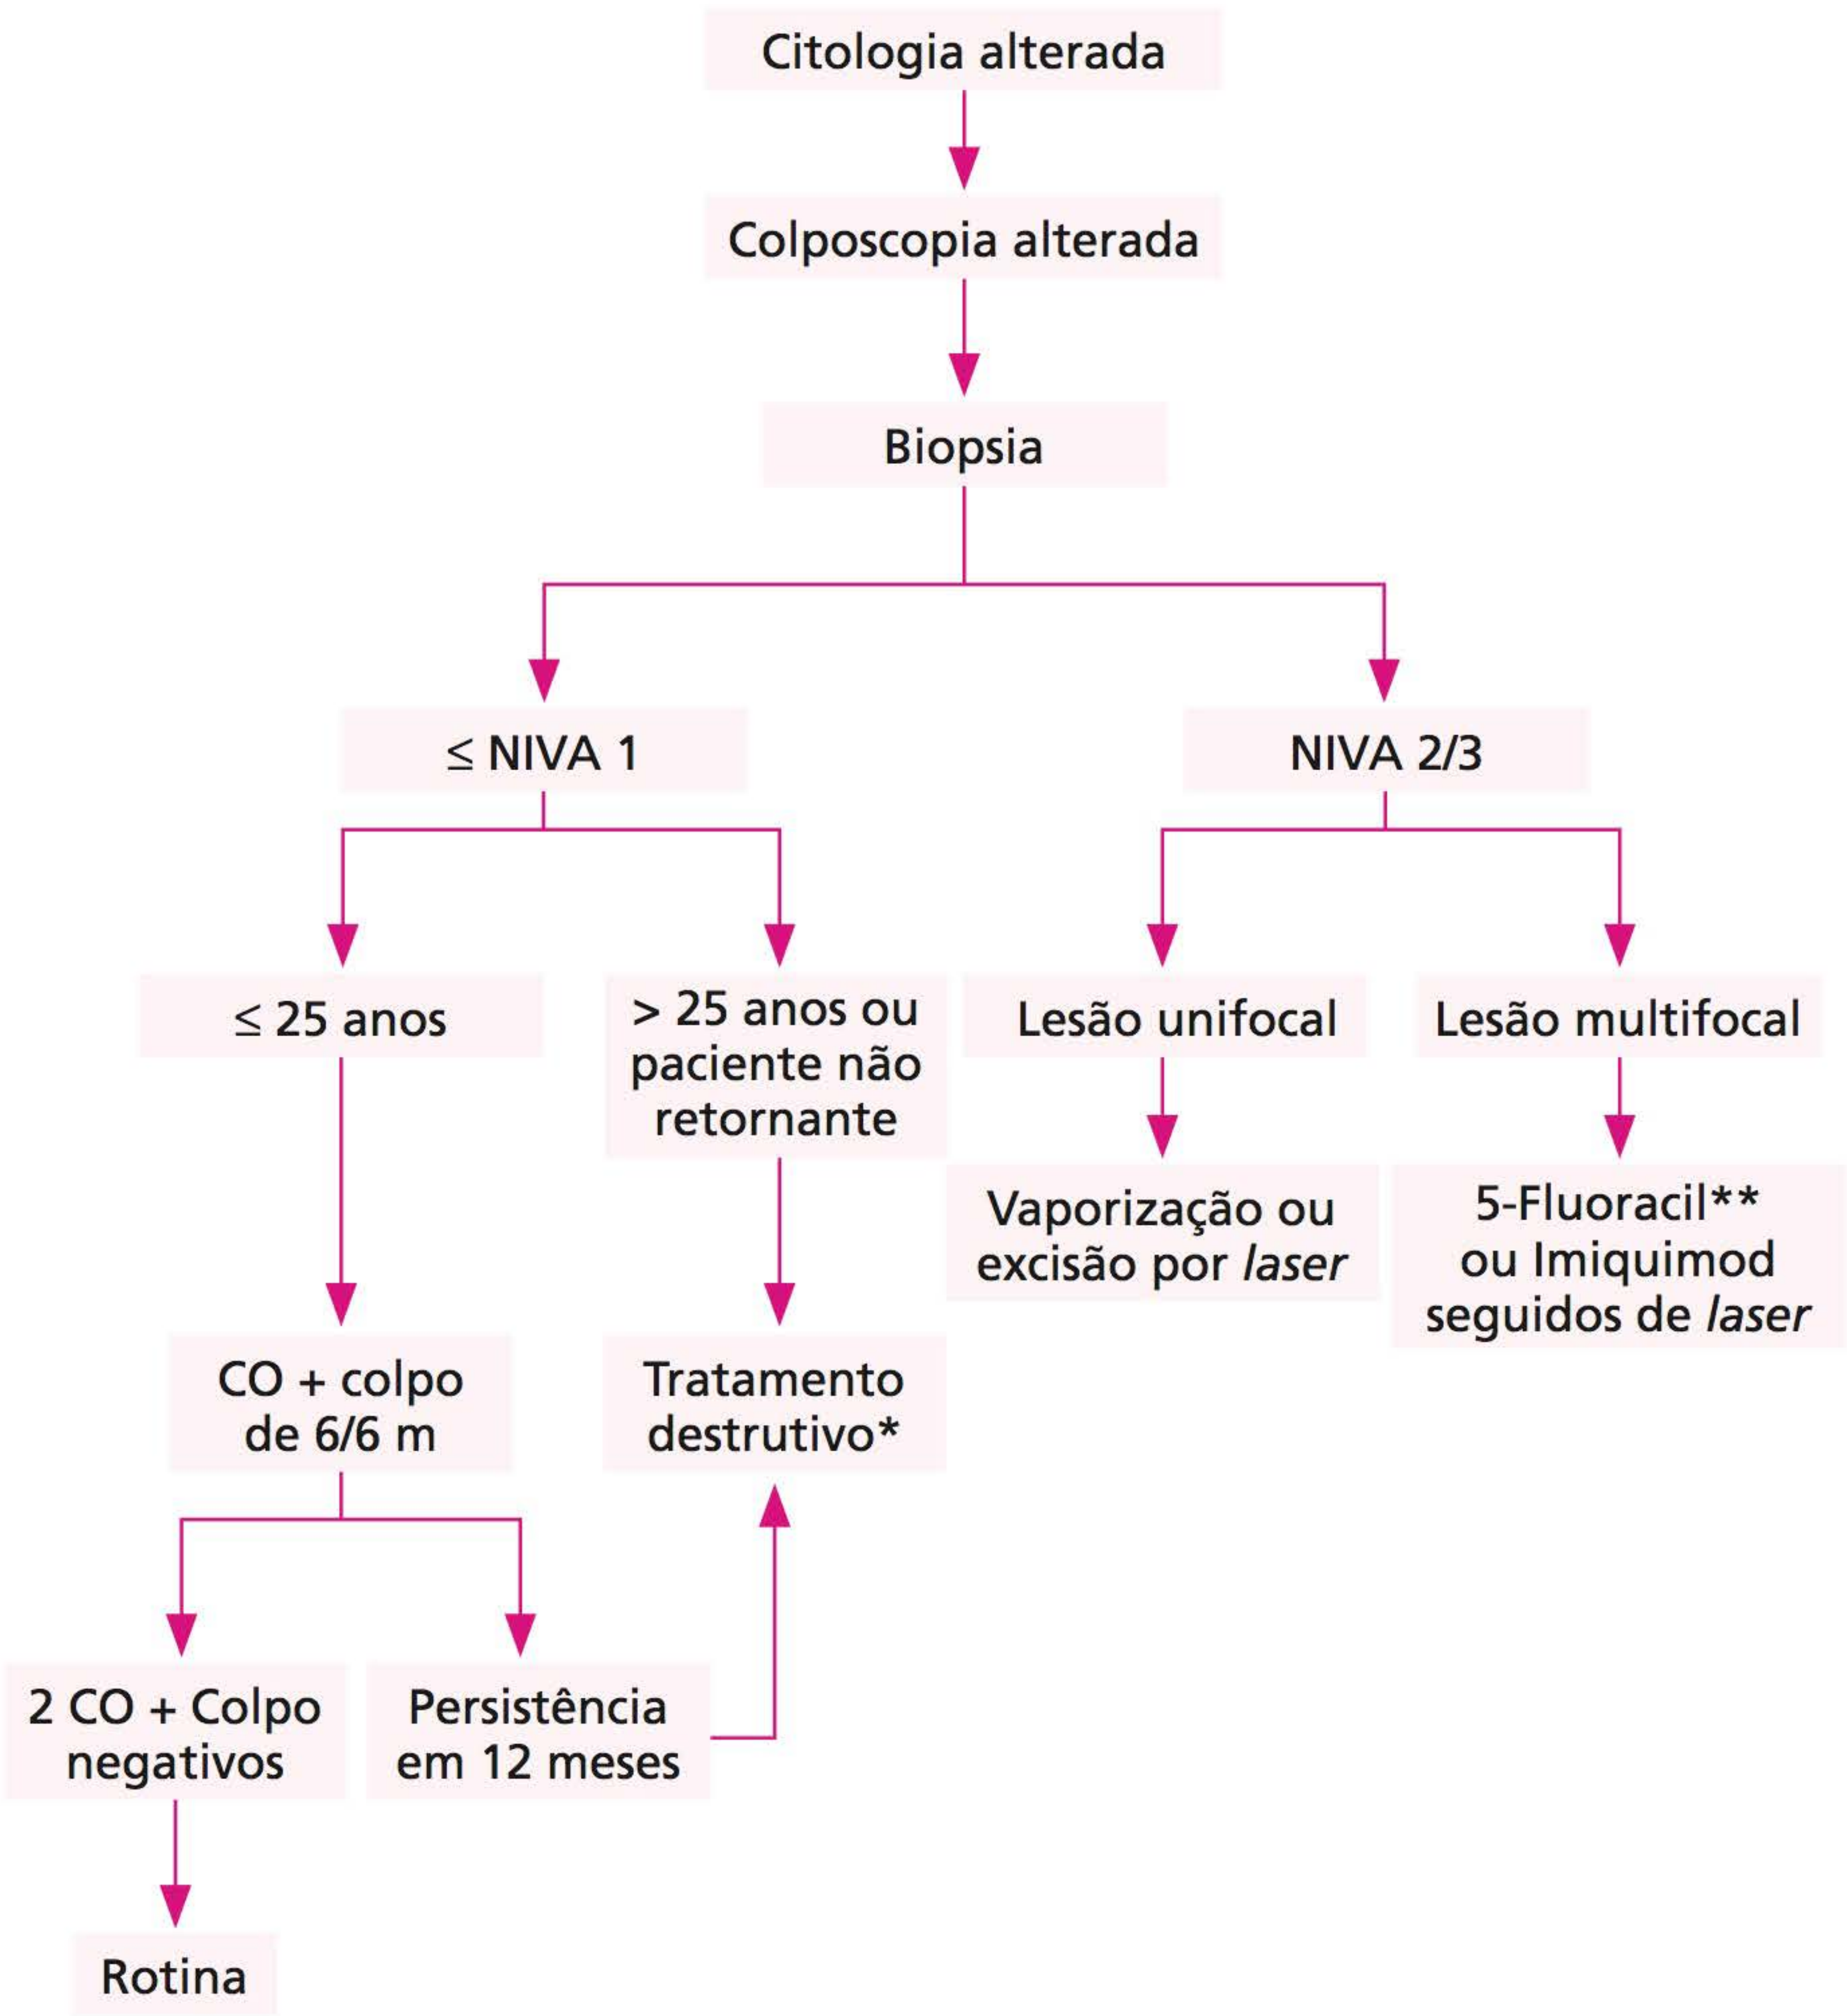 Citologia alterada
Colposcopia alterada
Biopsia
≤ NIVA 1
NIVA 2/3
≤ 25 anos
> 25 anos ou
paciente não
retornante
Lesão unifocal
Lesão multifocal
Vaporização ou
excisão por laser
5-Fluoracil**
ou Imiquimod
seguidos de laser
CO + colpo
de 6/6 m
Tratamento
destrutivo*
2 CO + Colpo
negativos
Persistência
em 12 meses
Rotina